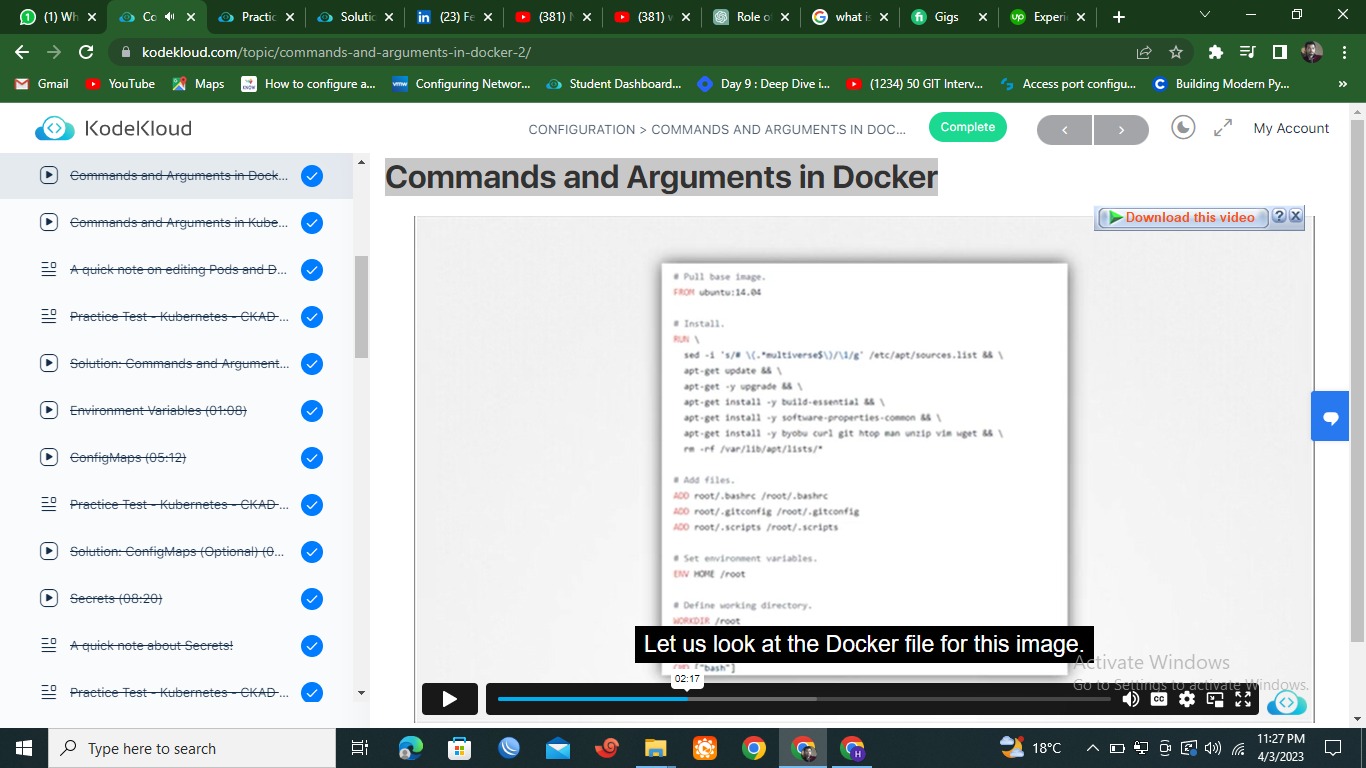 (1) Wh
Co
Practic
Solutic
(23) Fe
(381) N
(381) w
Role o
what is
Gigs
Experi
kodekloud.com/topic/commands-and-arguments-in-docker-2/
Gmail
YouTube
Maps
How to configure a...
Configuring Networ...
Student Dashboard...
Day 9 : Deep Dive i...
(1234) 50 GIT Interv...
Access port configu...
Building Modern Py...
KodeKloud
CONFIGURATION > COMMANDS AND ARGUMENTS IN DOC...
Complete
My Account
Commands and Arguments in Dock...
Commands and Arguments in Kube...
A quick note on editing Pods and D...
Practice Test - Kubernetes - CKAD ...
Solution: Commands and Argument...
Environment Variables (01:08)
ConfigMaps (05:12)
Practice Test - Kubernetes - CKAD ...
Solution: ConfigMaps (Optional) (0...
Secrets (08:20)
A quick note about Secrets!
Practice Test - Kubernetes - CKAD ...
Commands and Arguments in Docker
Download this video
# Pull base image.
FROM ubuntu:14.04
# Install.
RUN \
sed -i 's/# \(.*multiverse$\)/\1/g' /etc/apt/sources.list && \
apt-get update && \
apt-get -y upgrade && \
apt-get install -y build-essential && \
apt-get install -y software-properties-common && \
apt-get install -y byobu curl git htop man unzip vim wget && \
rm -rf /var/lib/apt/lists/*
# Add files.
ADD root/.bashrc /root/.bashrc
ADD root/.gitconfig /root/.gitconfig
ADD root/.scripts /root/.scripts
# Set environment variables.
ENV HOME /root
# Define working directory.
WORKDIR /root
Let us look at the Docker file for this image.
CMD ["bash"]
02:17
CC
Activate Windows
Go to Settings to activate Windows.
Type here to search
18°C
11:27 PM
4/3/2023